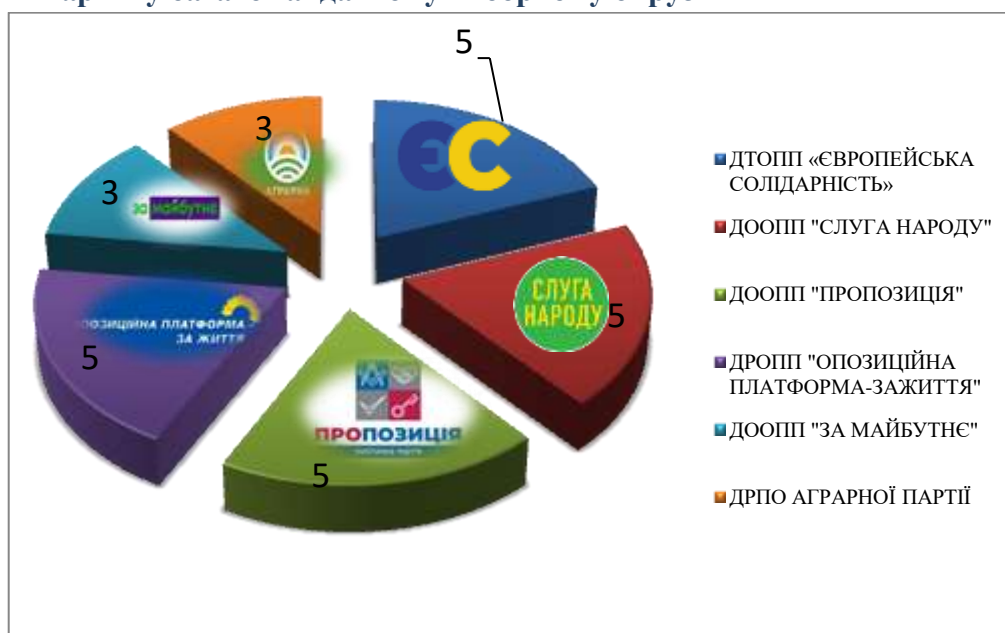 5
ДТОПП «ЄВРОПЕЙСЬКА
СОЛІДАРНІСТЬ»
ДООПП "СЛУГА НАРОДУ"
ДООПП "ПРОПОЗИЦІЯ"
ДРОПП "ОПОЗИЦІЙНА
ПЛАТФОРМА-ЗАЖИТТЯ"
ДООПП "ЗА МАЙБУТНЄ"
ДРПО АГРАРНОЇ ПАРТІЇ
3
3
ЄС
за майбутнє
СЛУГА
НАРОДУ
5
ПЛАТФОРМА
ЗА ЖИТТЯ
5
ПРОПОЗИЦІЯ
5